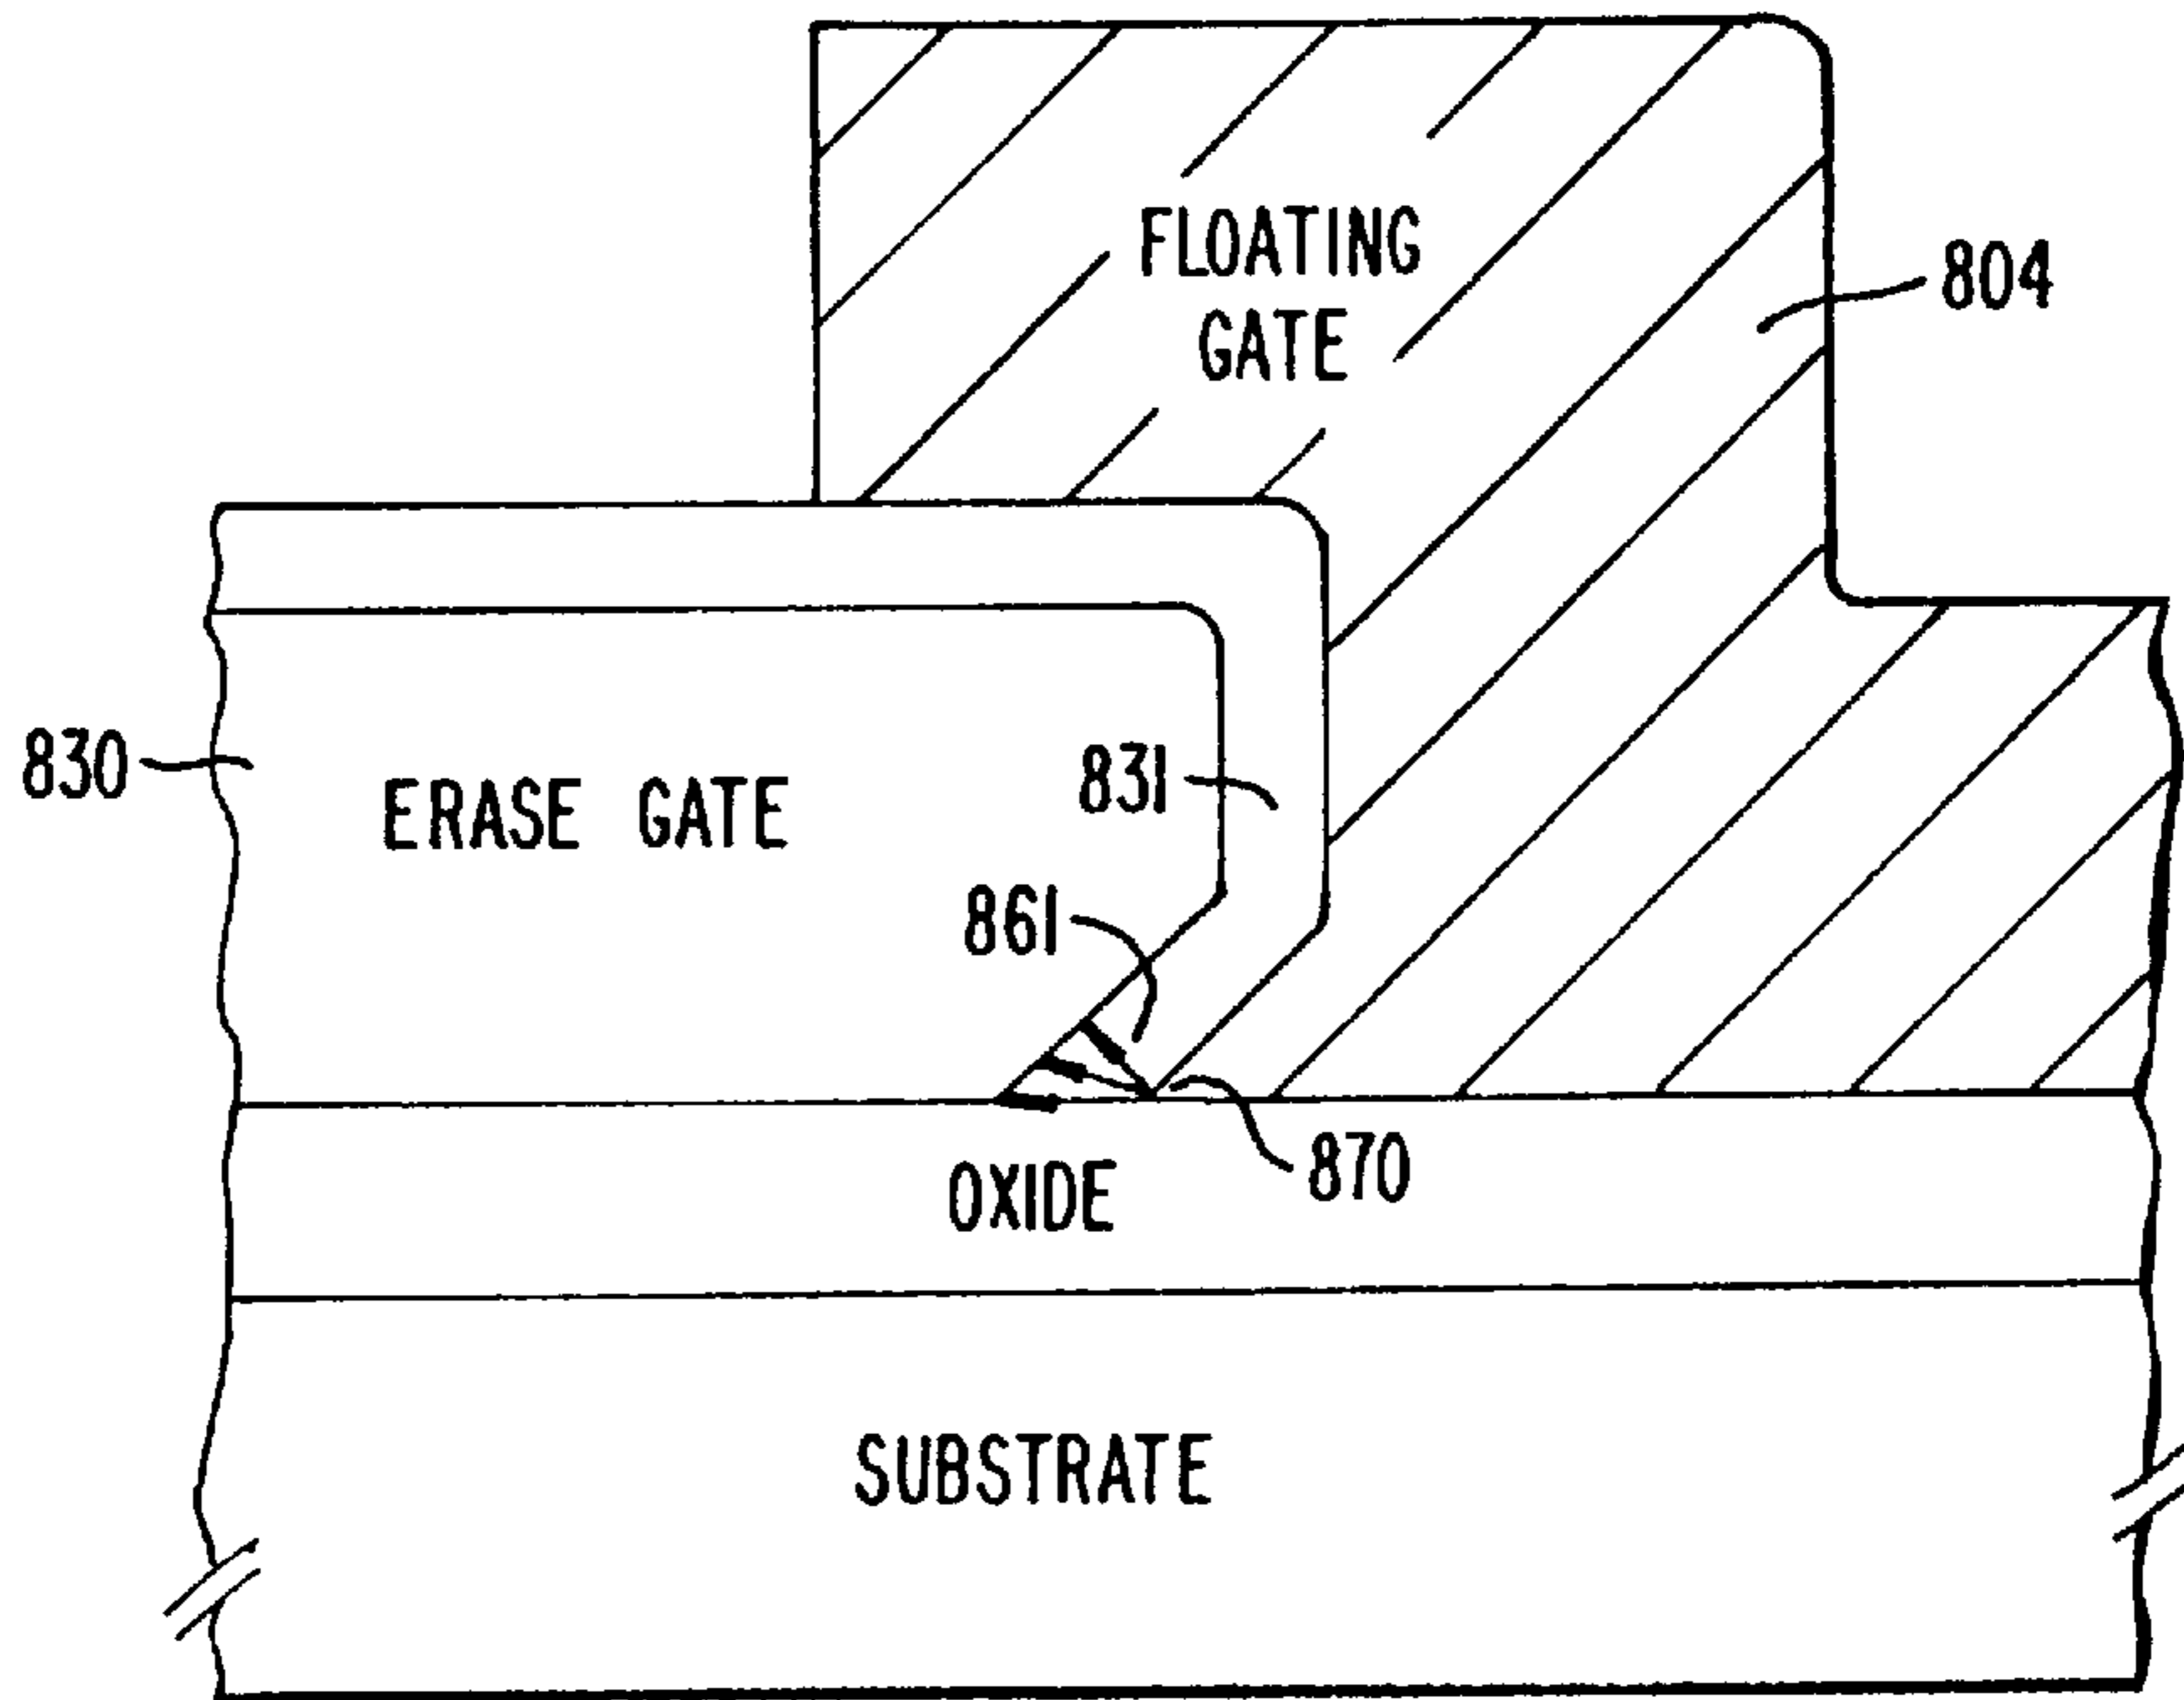 FLOATING
GATE
804
830
ERASE GATE
831
861
870
OXIDE
SUBSTRATE